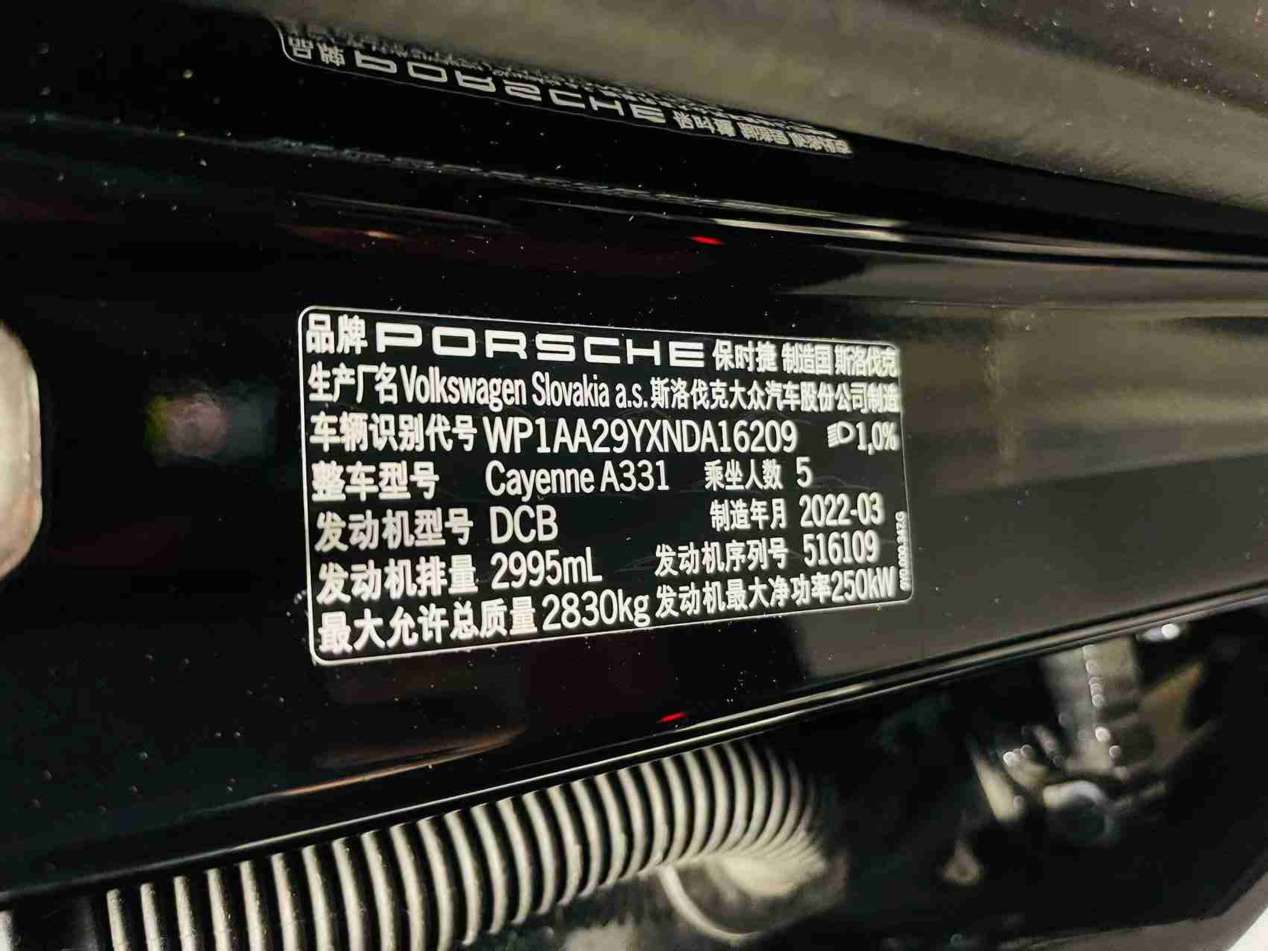 品牌 PORSCHE 保时捷 制造国 斯洛伐克
生产厂名 Volkswagen Slovakia a.s. 斯洛伐克大众汽车股份公司制造
车辆识别代号 WP1AA29YXNDA16209 1,0%
整车型号 Cayenne A331 乘坐人数 5
发动机型号 DCB 制造年月 2022-03
发动机排量 2995mL 发动机序列号 516109
最大允许总质量 2830kg 发动机最大净功率 250kW